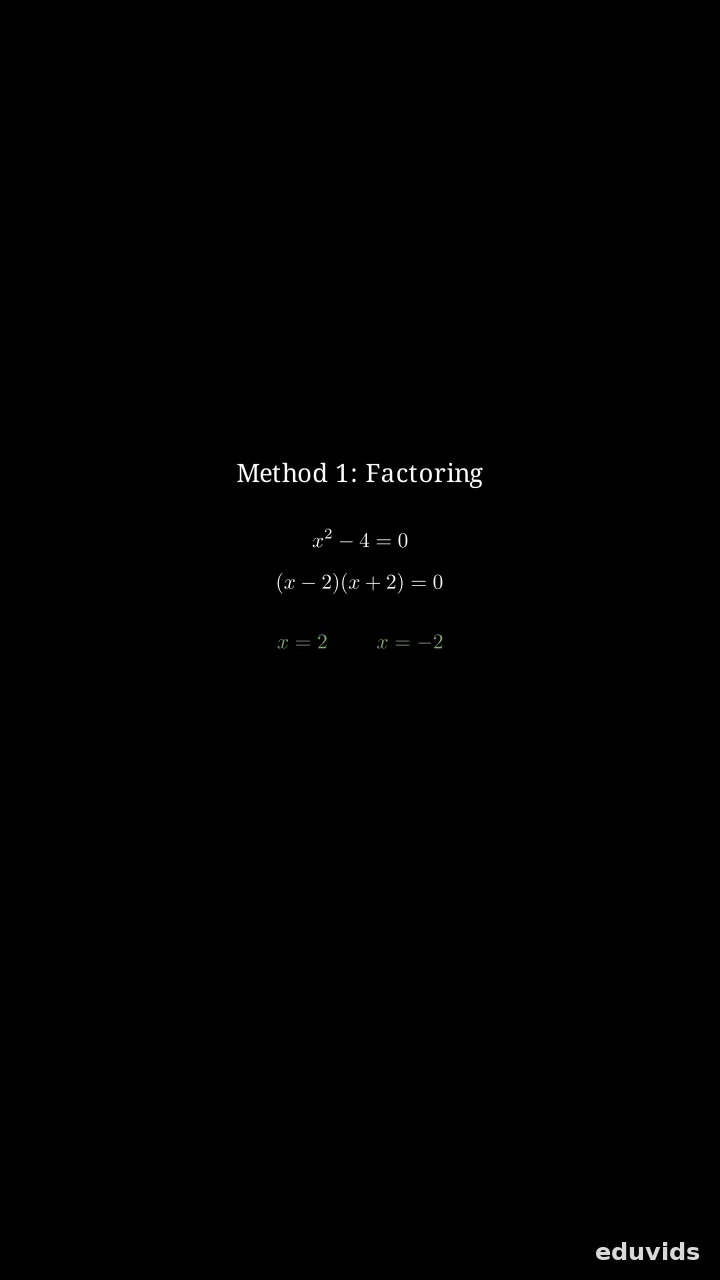 Method 1: Factoring
x² − 4 = 0
(x − 2)(x + 2) = 0
x = 2 x = −2
eduvids